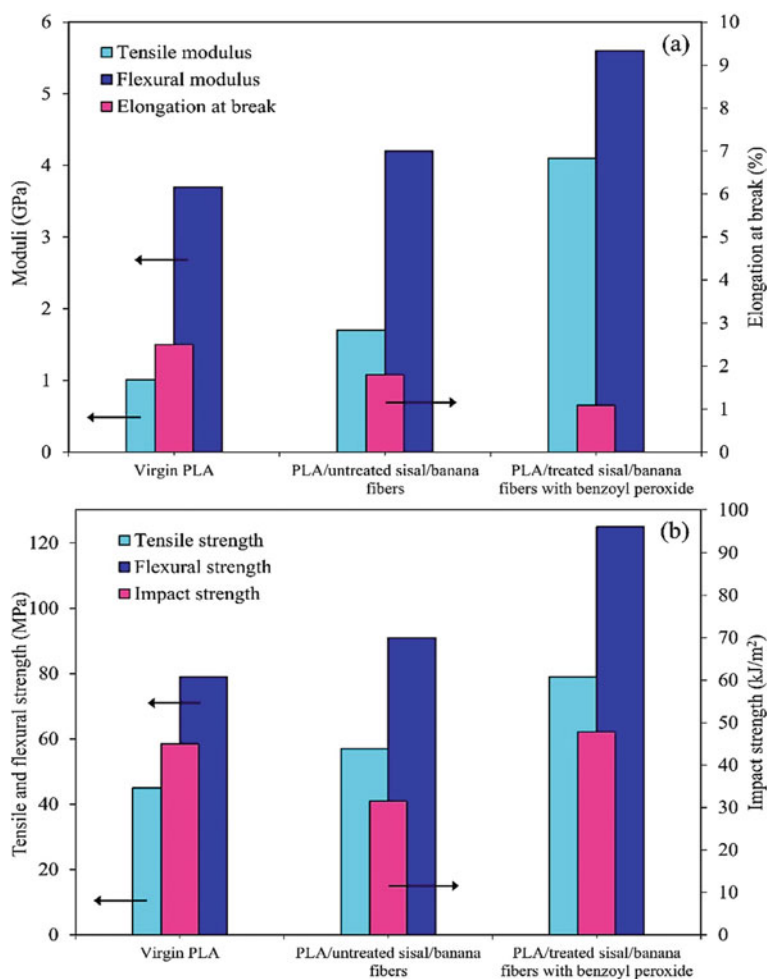 (a)
Tensile modulus
Flexural modulus
Elongation at break
Moduli (GPa)
6
5
4
3
2
1
0
Elongation at break (%)
10
9
8
7
6
5
4
3
2
1
0
Virgin PLA
PLA/untreated sisal/banana
fibers
PLA/treated sisal/banana
fibers with benzoyl peroxide
(b)
Tensile strength
Flexural strength
Impact strength
Tensile and flexural strength (MPa)
120
100
80
60
40
20
0
Impact strength (kJ/m²)
100
90
80
70
60
50
40
30
20
10
0
Virgin PLA
PLA/untreated sisal/banana
fibers
PLA/treated sisal/banana
fibers with benzoyl peroxide